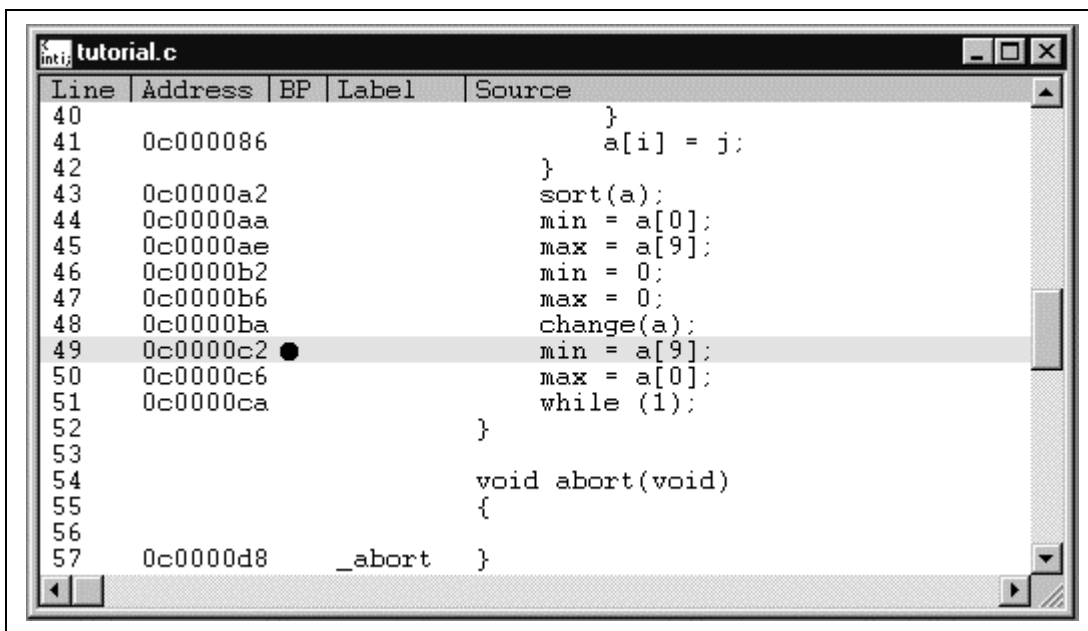 tutorial.c
Line Address BP Label Source
40 }
41 0c000086 a[i] = j;
42 }
43 0c0000a2 sort(a);
44 0c0000aa min = a[0];
45 0c0000ae max = a[9];
46 0c0000b2 min = 0;
47 0c0000b6 max = 0;
48 0c0000ba change(a);
49 0c0000c2 ● min = a[9];
50 0c0000c6 max = a[0];
51 0c0000ca while (1);
52 }
53
54 void abort(void)
55 {
56
57 0c0000d8 _abort }